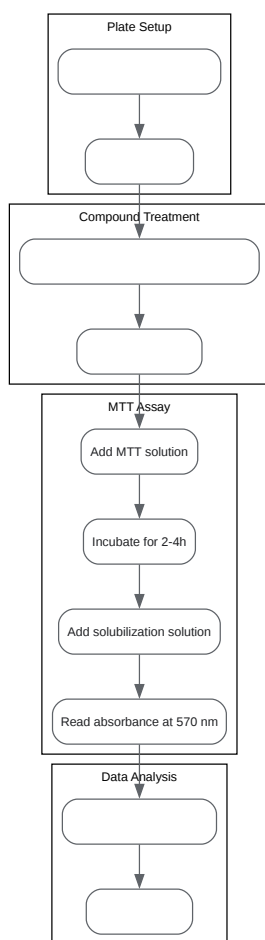 Plate Setup
Compound Treatment
MTT Assay
Add MTT solution
Incubate for 2-4h
Add solubilization solution
Read absorbance at 570 nm
Data Analysis